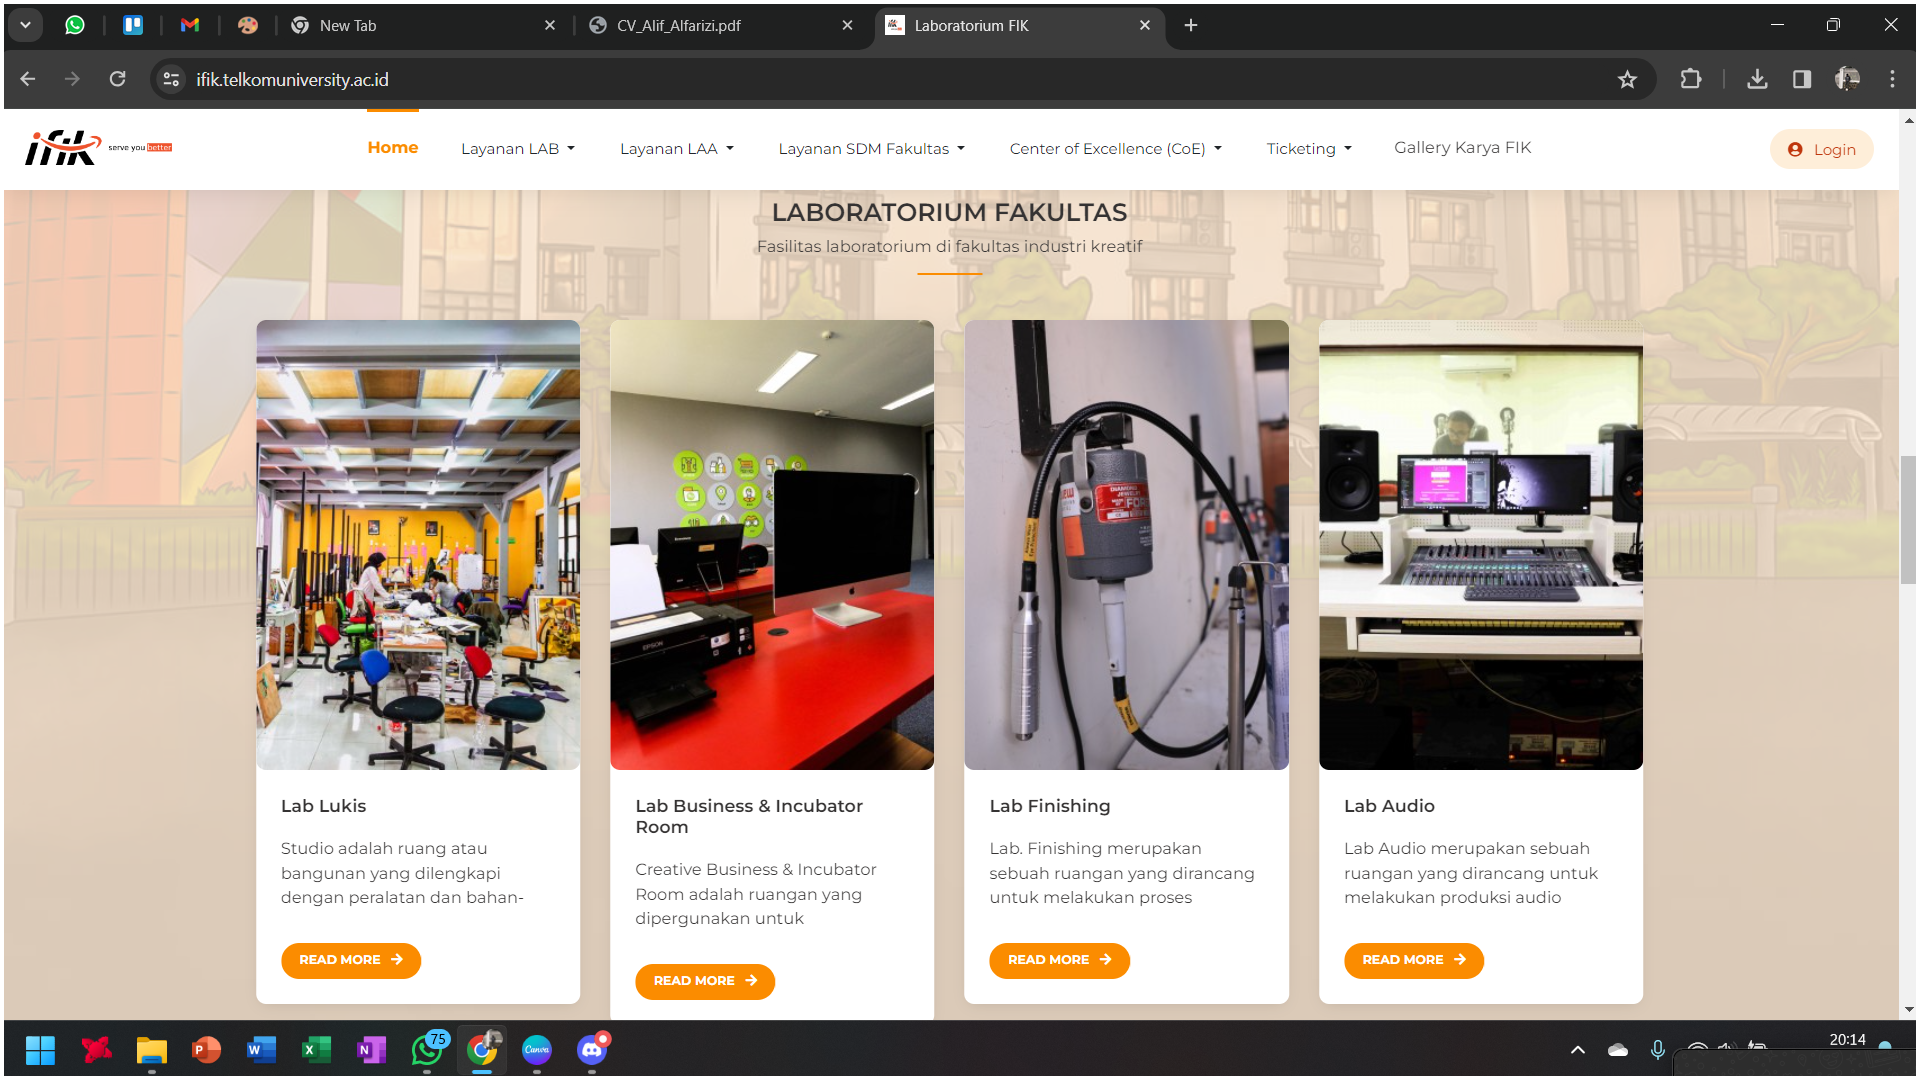 New Tab
CV_Alif_Alfarizi.pdf
Laboratorium FIK
ifik.telkomuniversity.ac.id
ifik serve you better
Home
Layanan LAB
Layanan LAA
Layanan SDM Fakultas
Center of Excellence (CoE)
Ticketing
Gallery Karya FIK
Login
LABORATORIUM FAKULTAS
Fasilitas laboratorium di fakultas industri kreatif
EPSON
Lab Lukis
Studio adalah ruang atau
bangunan yang dilengkapi
dengan peralatan dan bahan-
READ MORE
Lab Business & Incubator
Room
Creative Business & Incubator
Room adalah ruangan yang
dipergunakan untuk
READ MORE
Lab Finishing
Lab. Finishing merupakan
sebuah ruangan yang dirancang
untuk melakukan proses
READ MORE
Lab Audio
Lab Audio merupakan sebuah
ruangan yang dirancang untuk
melakukan produksi audio
READ MORE
75
Canva
20:14